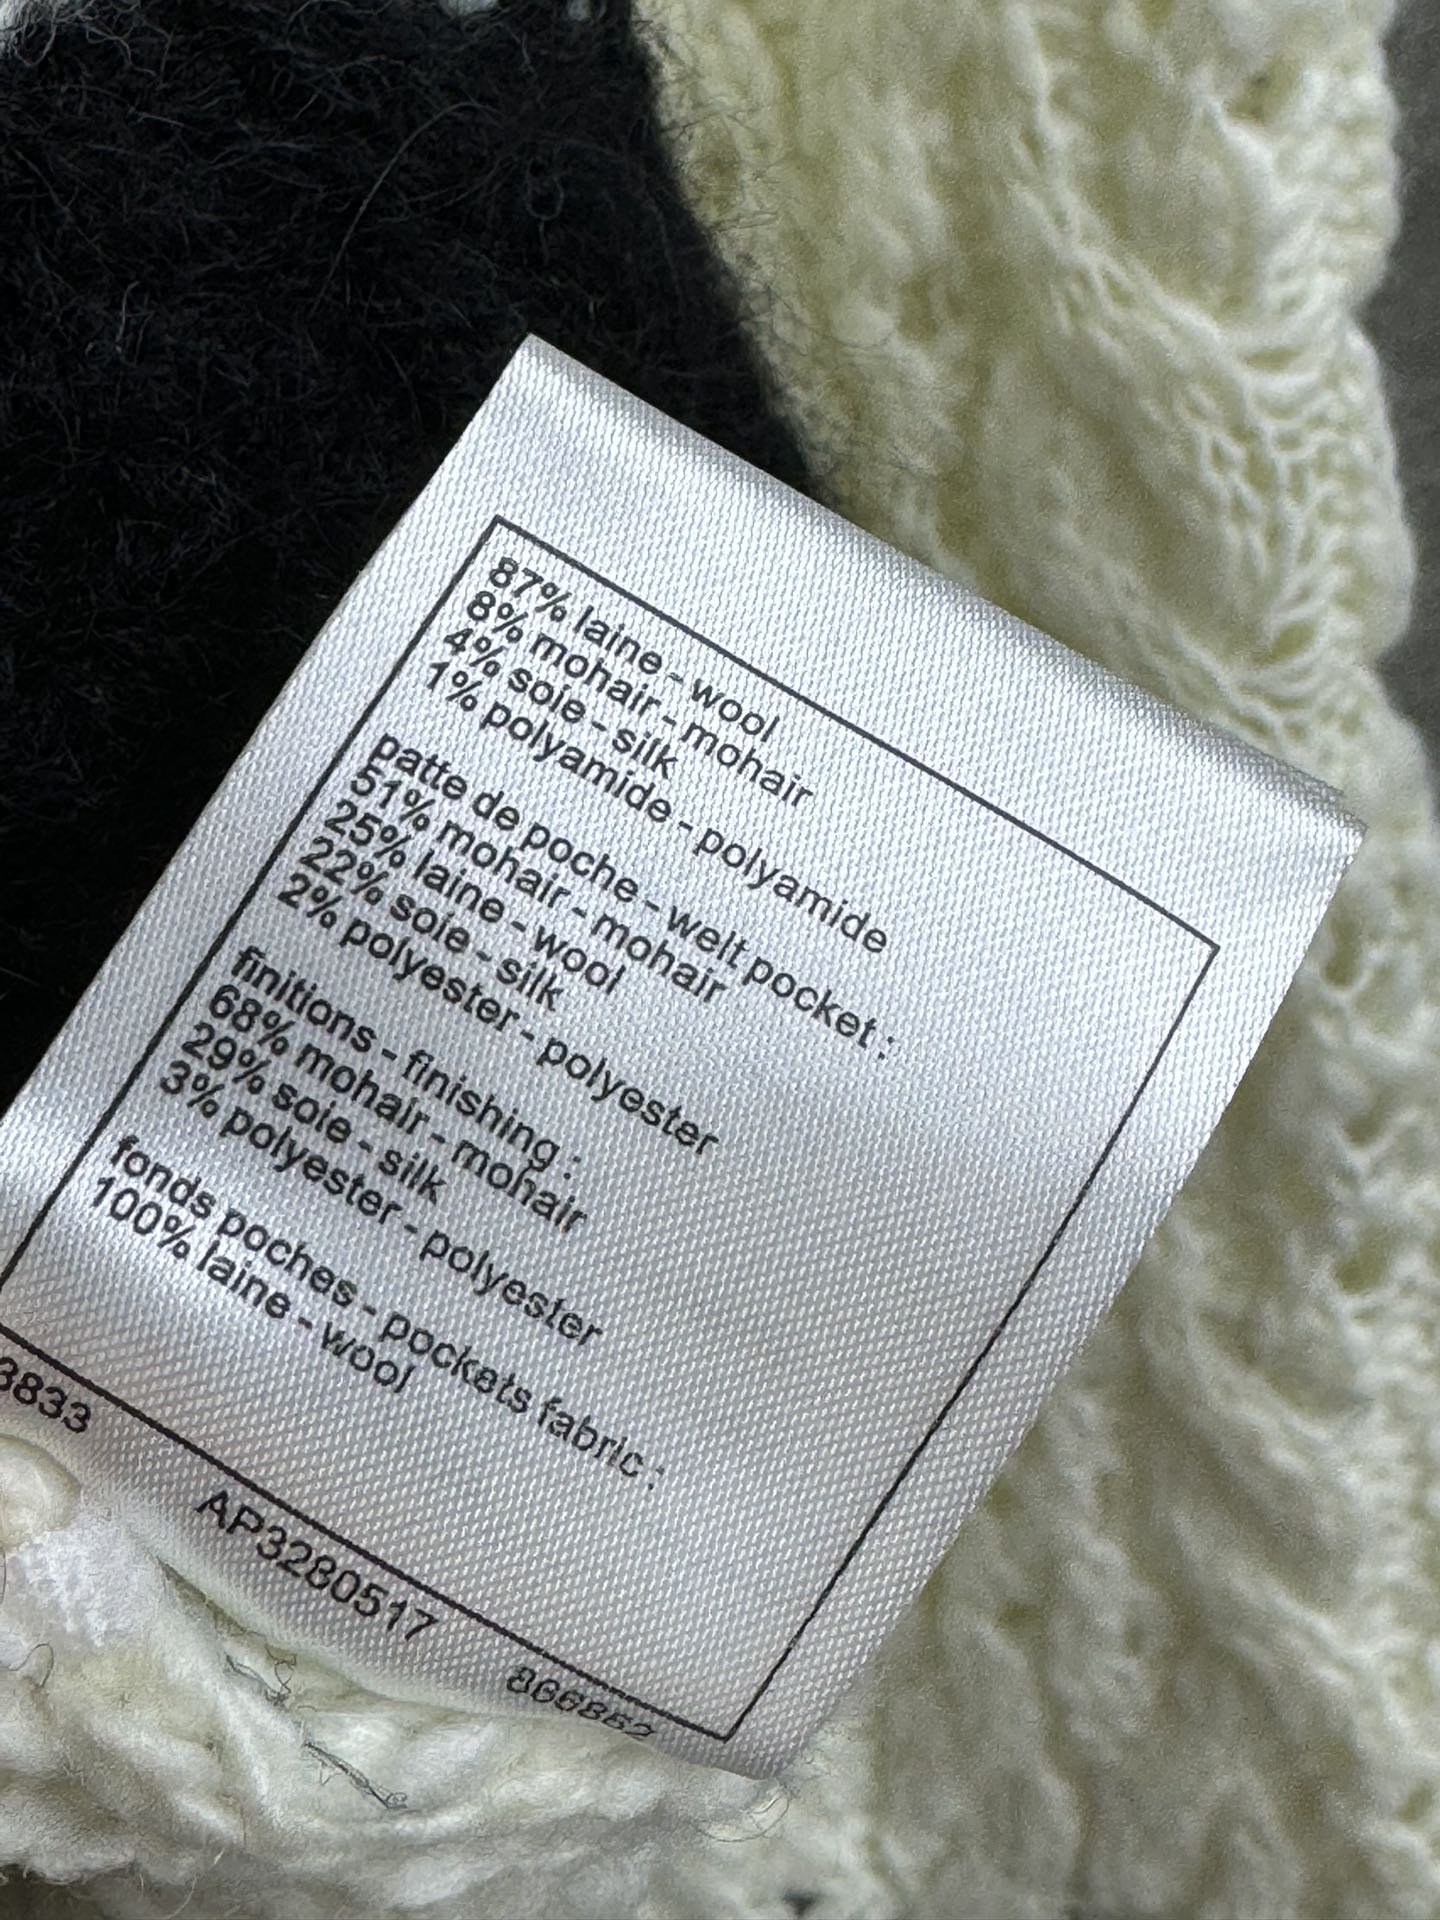 87% laine - wool
8% mohair - mohair
4% soie - silk
1% polyamide - polyamide
patte de poche - welt pocket :
51% mohair - mohair
25% laine - wool
22% soie - silk
2% polyester - polyester
finitions - finishing :
68% mohair - mohair
29% soie - silk
3% polyester - polyester
fonds poches - pockets fabric :
100% laine - wool
3833 AP3280517 866862